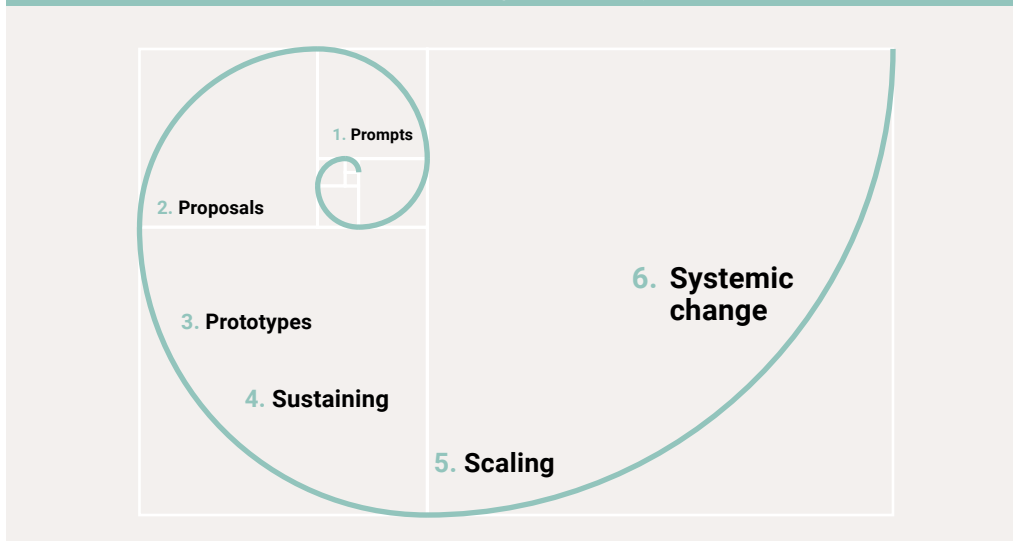 1. Prompts
2. Proposals
3. Prototypes
4. Sustaining
5. Scaling
6. Systemic
change